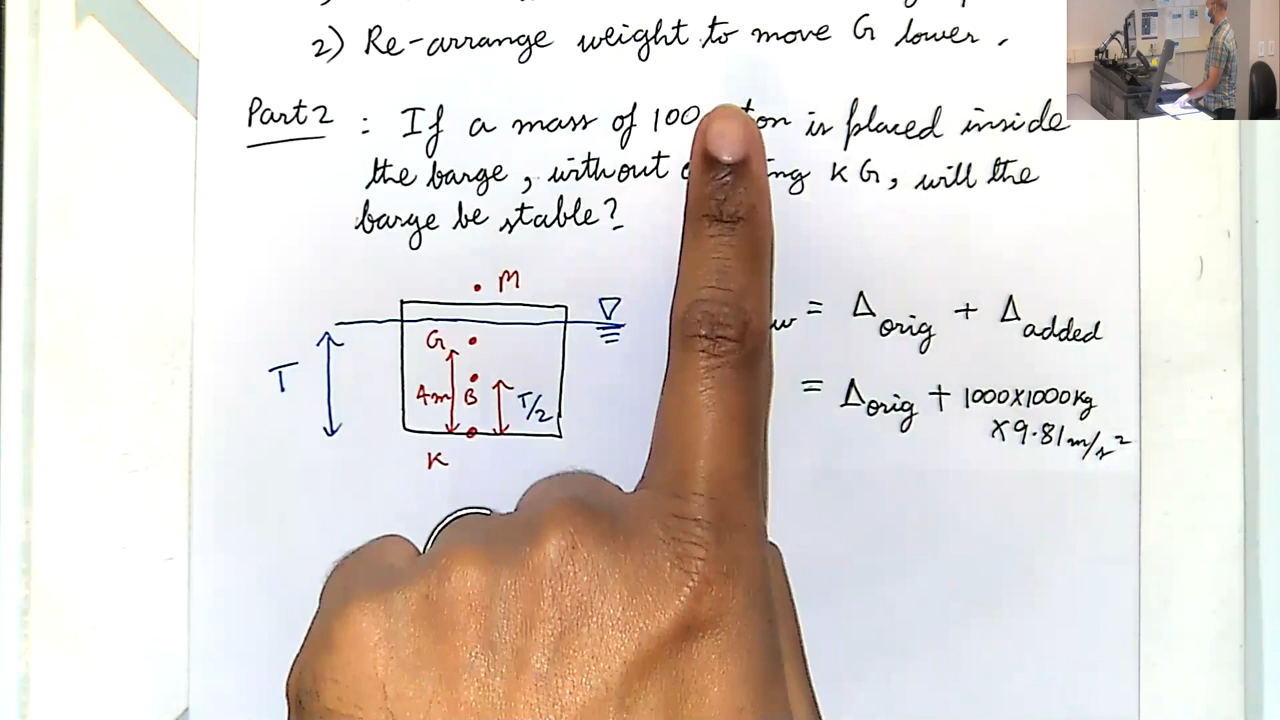 2) Re-arrange weight to move G lower.
Part 2 : If a mass of 100 ton is placed inside
the barge, without ing KG, will the
barge be stable?
M
G
T
4m B T/2
K
w = Δorig + Δadded
= Δorig + 1000X1000kg
X9.81m/s²